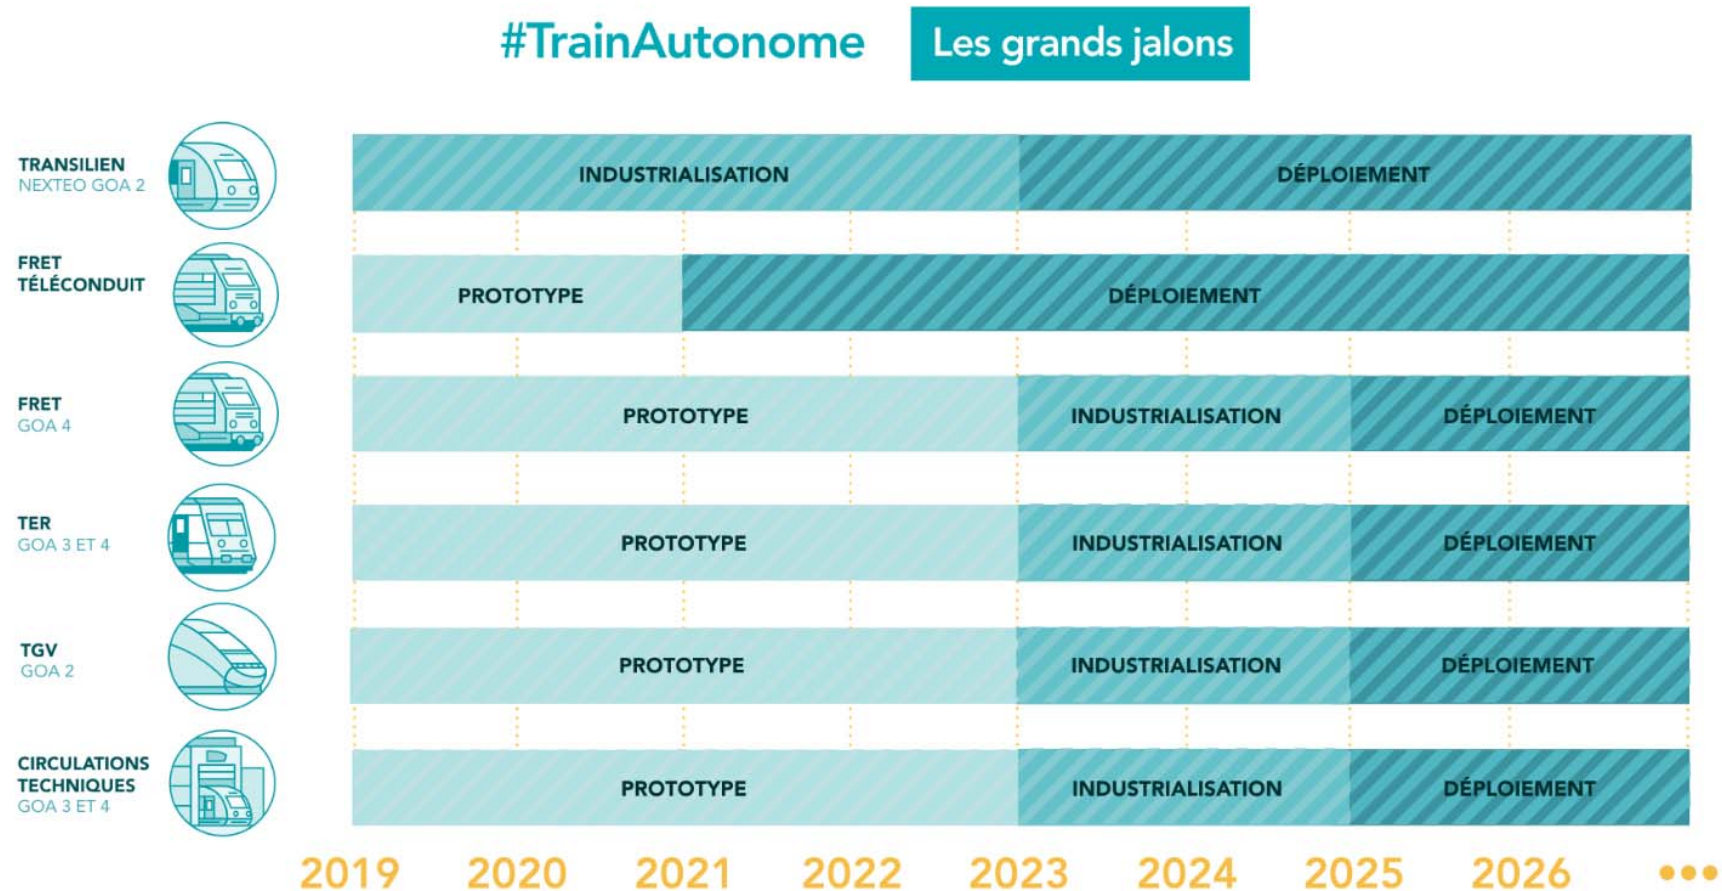 #TrainAutonome Les grands jalons
TRANSILIEN
NEXTEO GOA 2
INDUSTRIALISATION DÉPLOIEMENT
FRET
TÉLÉCONDUIT
PROTOTYPE DÉPLOIEMENT
FRET
GOA 4
PROTOTYPE INDUSTRIALISATION DÉPLOIEMENT
TER
GOA 3 ET 4
PROTOTYPE INDUSTRIALISATION DÉPLOIEMENT
TGV
GOA 2
PROTOTYPE INDUSTRIALISATION DÉPLOIEMENT
CIRCULATIONS
TECHNIQUES
GOA 3 ET 4
PROTOTYPE INDUSTRIALISATION DÉPLOIEMENT
2019 2020 2021 2022 2023 2024 2025 2026 •••